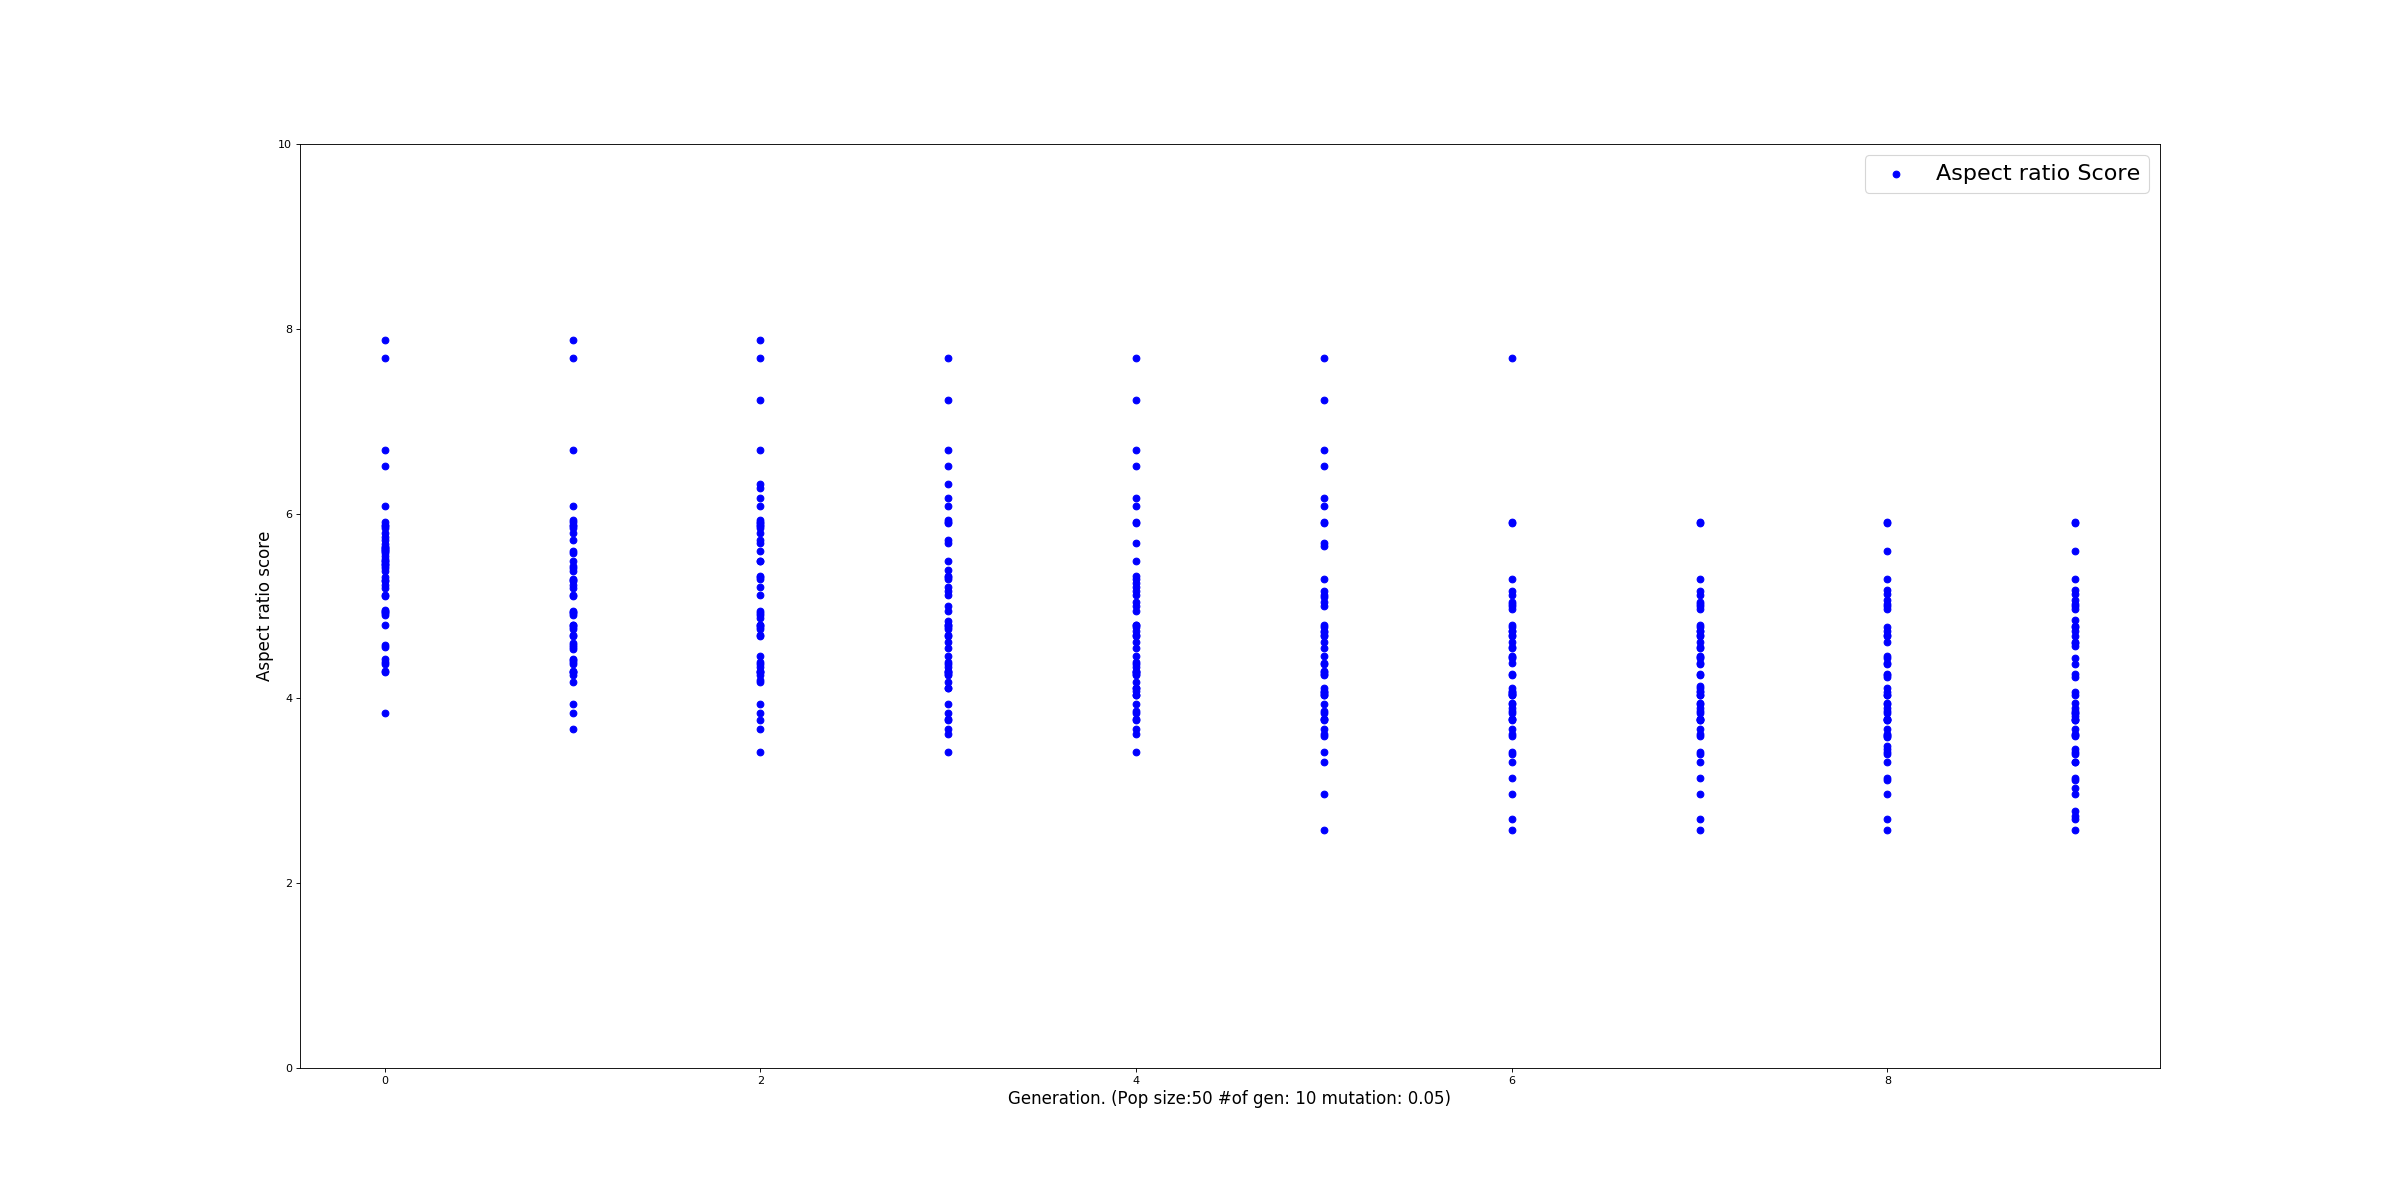 10
8
6
4
2
0
Aspect ratio score
Aspect ratio Score
0 2 4 6 8
Generation. (Pop size:50 #of gen: 10 mutation: 0.05)